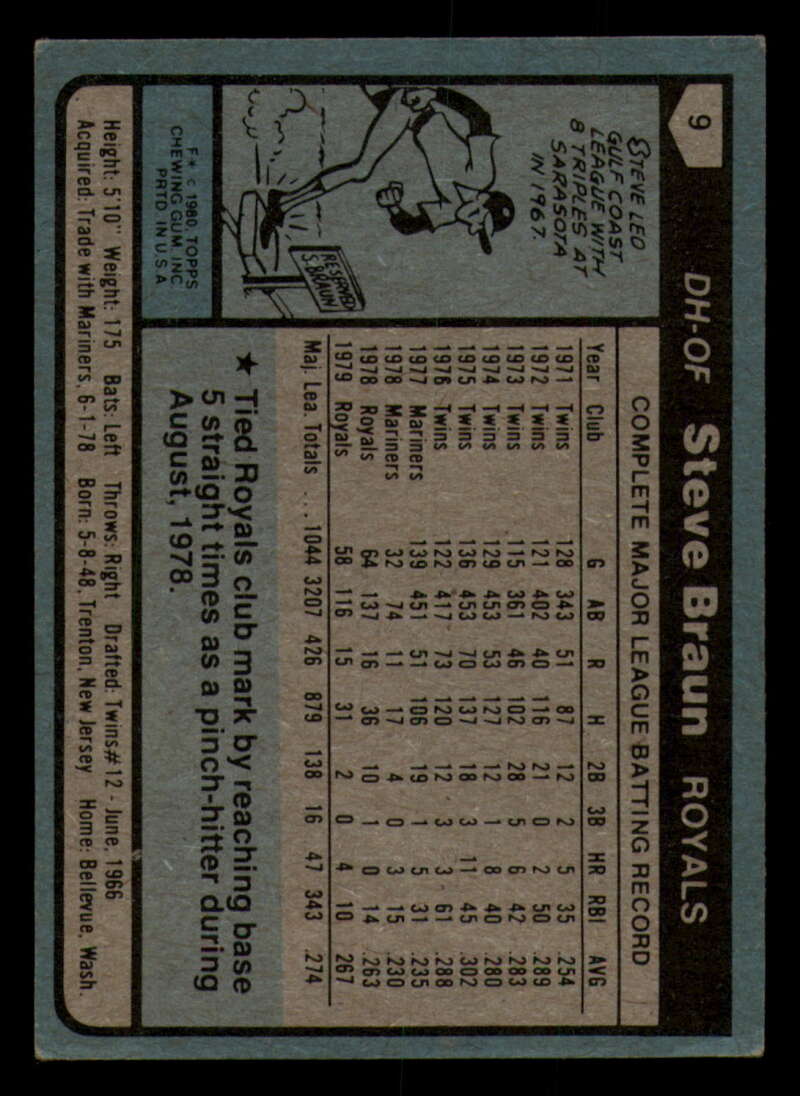 9
DH-OF Steve Braun ROYALS
STEVE LED
GULF COAST
LEAGUE WITH
8 TRIPLES AT
SARASOTA
IN 1967.
RESERVED
S. BRAUN
F★ © 1980, TOPPS
CHEWING GUM, INC.
PRTD IN U.S.A
COMPLETE MAJOR LEAGUE BATTING RECORD
Year Club G AB R H 2B 3B HR RBI AVG
1971 Twins 128 343 51 87 12 2 5 35 .254
1972 Twins 121 402 40 116 21 0 2 50 .289
1973 Twins 115 361 46 102 28 5 6 42 .283
1974 Twins 129 453 53 127 12 1 8 40 .280
1975 Twins 136 453 70 137 18 3 11 45 .302
1976 Twins 122 417 73 120 12 3 3 61 .288
1977 Mariners 139 451 51 106 19 1 5 31 .235
1978 Mariners 32 74 11 17 4 0 3 15 .230
1978 Royals 64 137 16 36 10 1 0 14 .263
1979 Royals 58 116 15 31 2 0 4 10 .267
Maj. Lea. Totals ... 1044 3207 426 879 138 16 47 343 .274
★ Tied Royals club mark by reaching base
5 straight times as a pinch-hitter during
August, 1978.
Height: 5'10" Weight: 175 Bats: Left Throws: Right Drafted: Twins #12 - June, 1966
Acquired: Trade with Mariners, 6-1-78 Born: 5-8-48, Trenton, New Jersey Home: Bellevue, Wash.